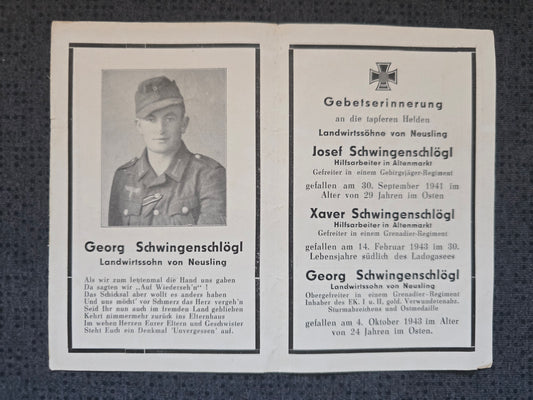 Georg Schwingenschlögl
Landwirtssohn von Neusling
Als wir zum letztenmal die Hand uns gaben
Da sagten wir „Auf Wiederseh'n“!
Das Schicksal aber wollt es anders haben
Und uns möcht' vor Schmerz das Herz vergeh'n
Seid Ihr nun auch im fremden Land geblieben
Kehrt nimmermehr zurück ins Elternhaus
Im wehen Herzen Eurer Eltern und Geschwister
Steht Euch ein Denkmal 'Unvergessen' auf.
Gebetserinnerung
an die tapferen Helden
Landwirtssöhne von Neusling
Josef Schwingenschlögl
Hilfsarbeiter in Altenmarkt
Gefreiter in einem Gebirgsjäger-Regiment
gefallen am 30. September 1941 im
Alter von 29 Jahren im Osten
Xaver Schwingenschlögl
Hilfsarbeiter in Altenmarkt
Gefreiter in einem Grenadier-Regiment
gefallen am 14. Februar 1943 im 30.
Lebensjahre südlich des Ladogasees
Georg Schwingenschlögl
Landwirtssohn von Neusling
Obergefreiter in einem Grenadier-Regiment
Inhaber des EK. I u. II, gold. Verwundetenabz.
Sturmabzeichens und Ostmedaille
gefallen am 4. Oktober 1943 im Alter
von 24 Jahren im Osten.